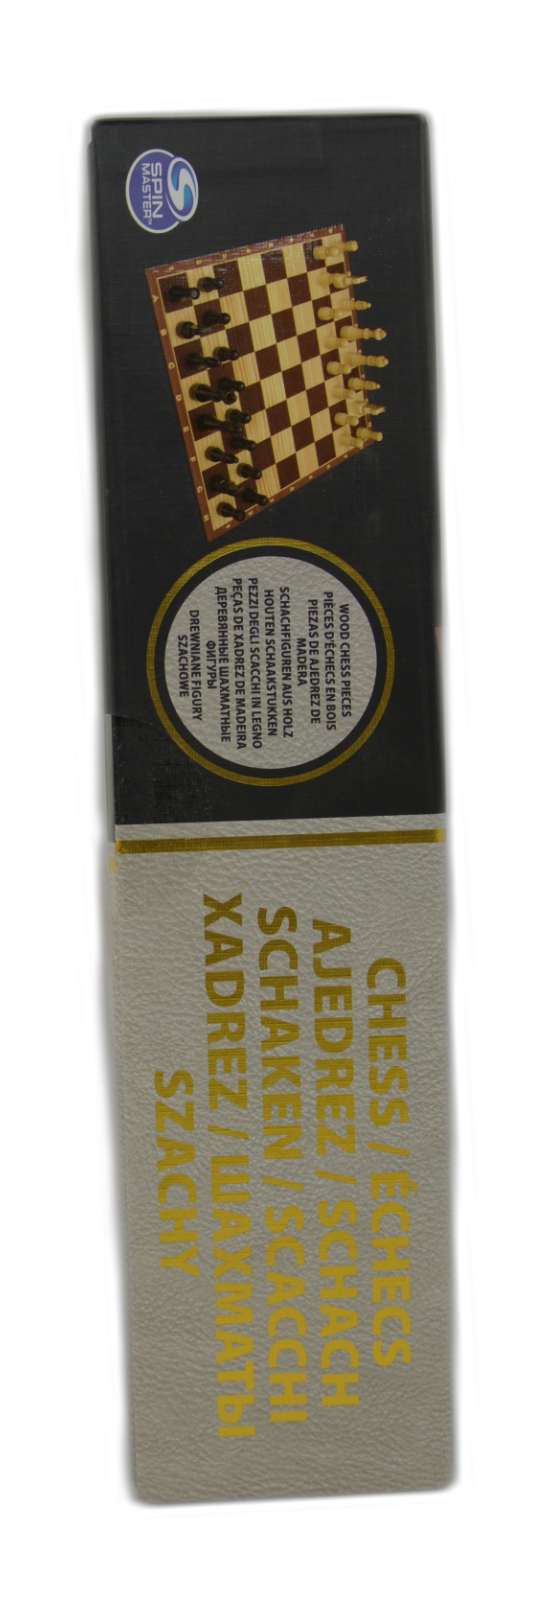 SPIN
MASTER™
WOOD CHESS PIECES
PIÈCES D'ÉCHECS EN BOIS
PIEZAS DE AJEDREZ DE
MADERA
SCHACHFIGUREN AUS HOLZ
HOUTEN SCHAAKSTUKKEN
PEZZI DEGLI SCACCHI IN LEGNO
PEÇAS DE XADREZ DE MADEIRA
ДЕРЕВЯННЫЕ ШАХМАТНЫЕ
ФИГУРЫ
DREWNIANE FIGURY
SZACHOWE
CHESS / ÉCHECS
AJEDREZ / SCHACH
SCHAKEN / SCACCHI
XADREZ / ШАХМАТЫ
SZACHY